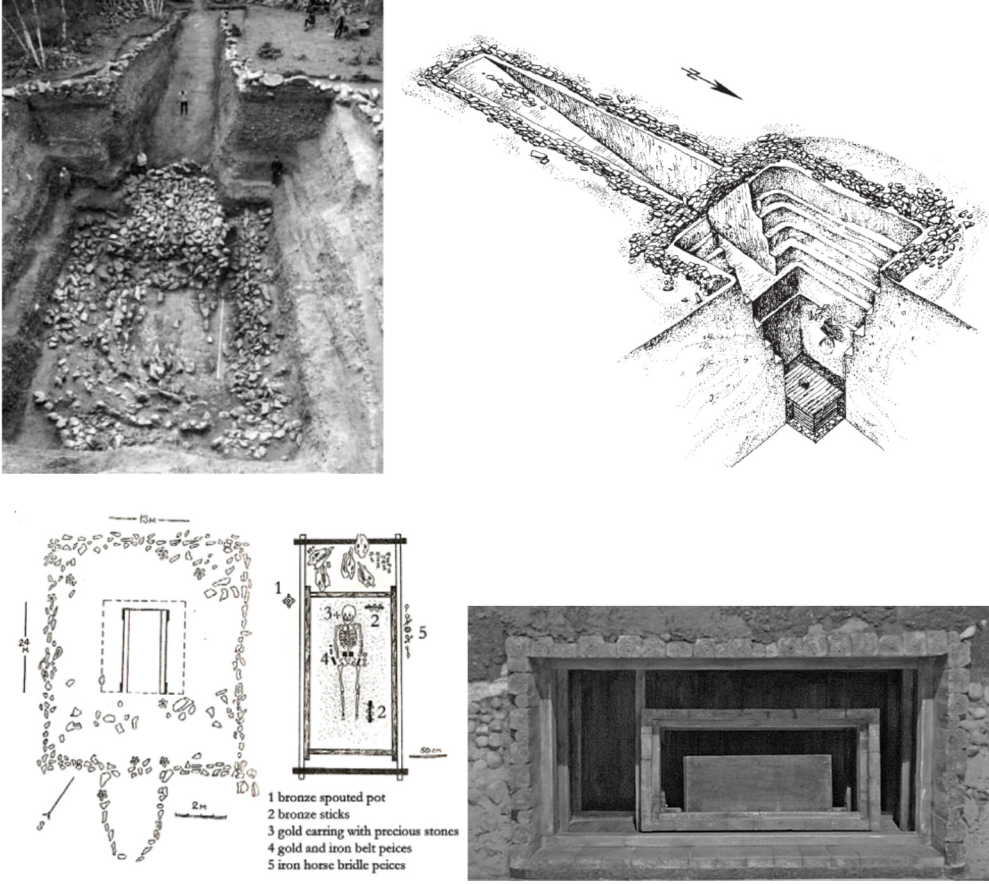 13м
24
м
1
3+
2
4
5
2
50 cм
2м
S
1 bronze spouted pot
2 bronze sticks
3 gold earring with precious stones
4 gold and iron belt peices
5 iron horse bridle peices